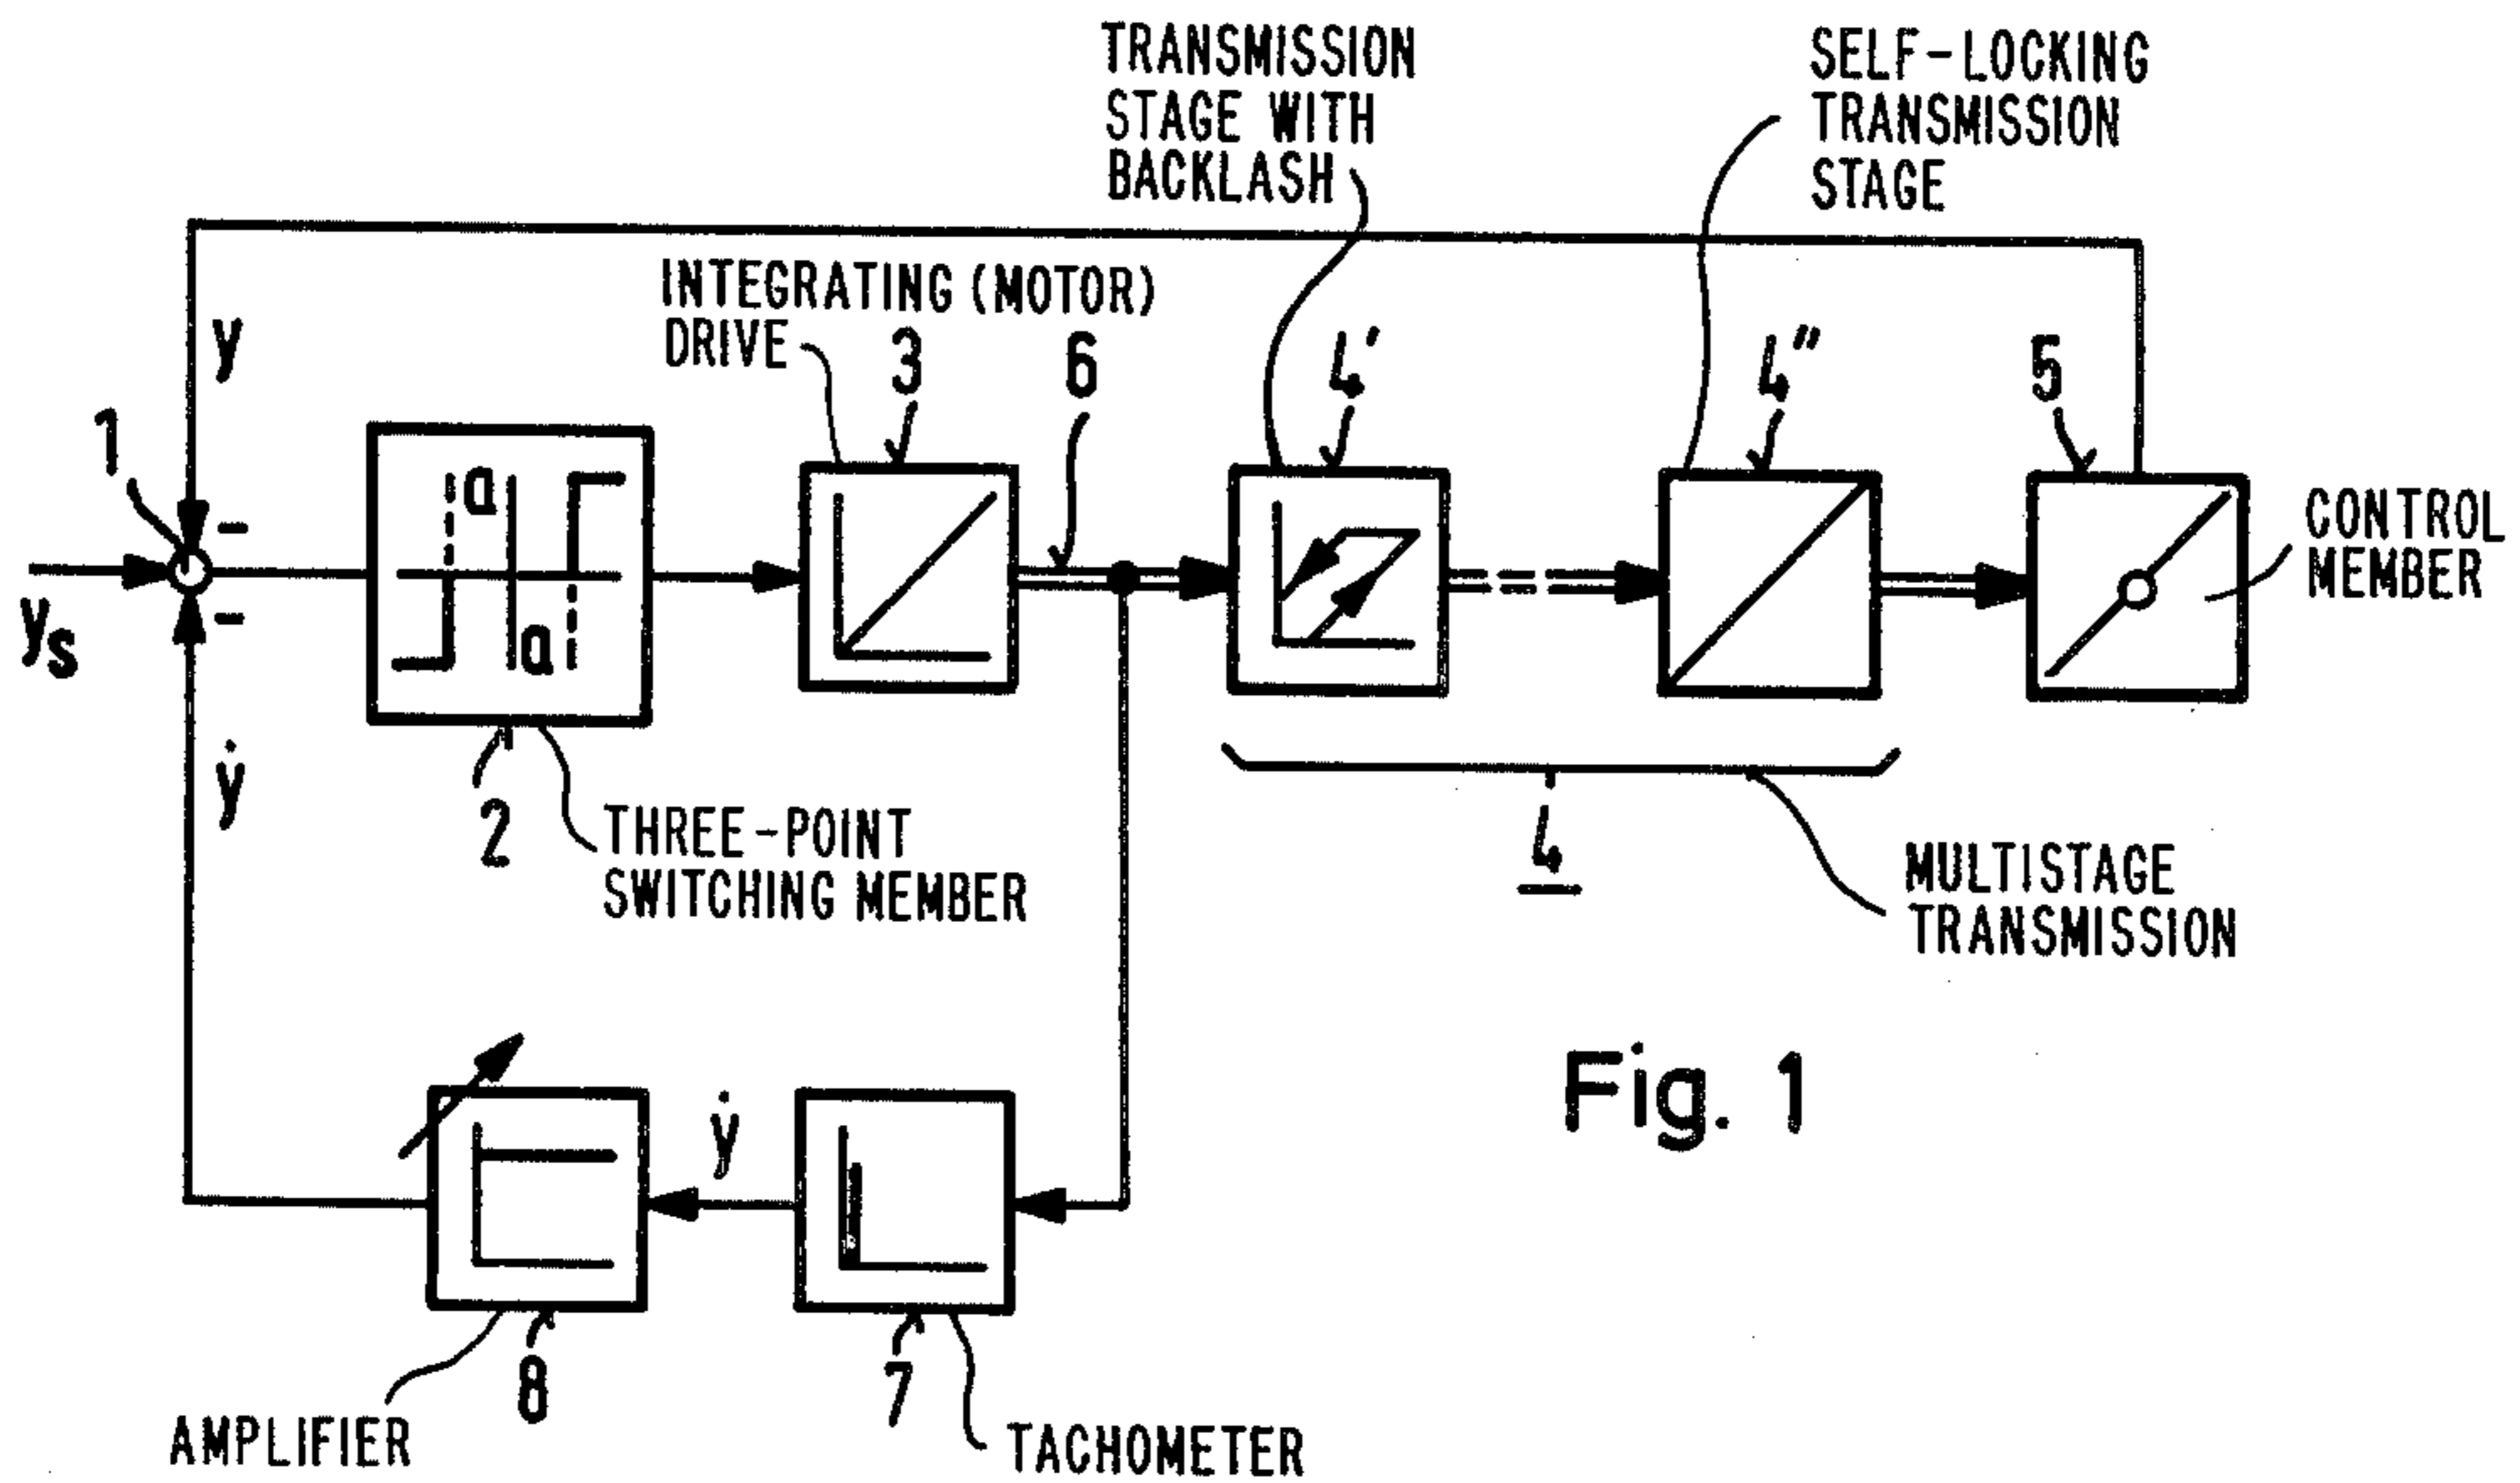 TRANSMISSION
STAGE WITH
BACKLASH
SELF-LOCKING
TRANSMISSION
STAGE
INTEGRATING (MOTOR)
DRIVE
3
6
4'
4"
5
y
1
-
-
ys
a
a
CONTROL
MEMBER
ẏ
2
THREE-POINT
SWITCHING MEMBER
4
MULTISTAGE
TRANSMISSION
ẏ
Fig. 1
8
7
AMPLIFIER
TACHOMETER